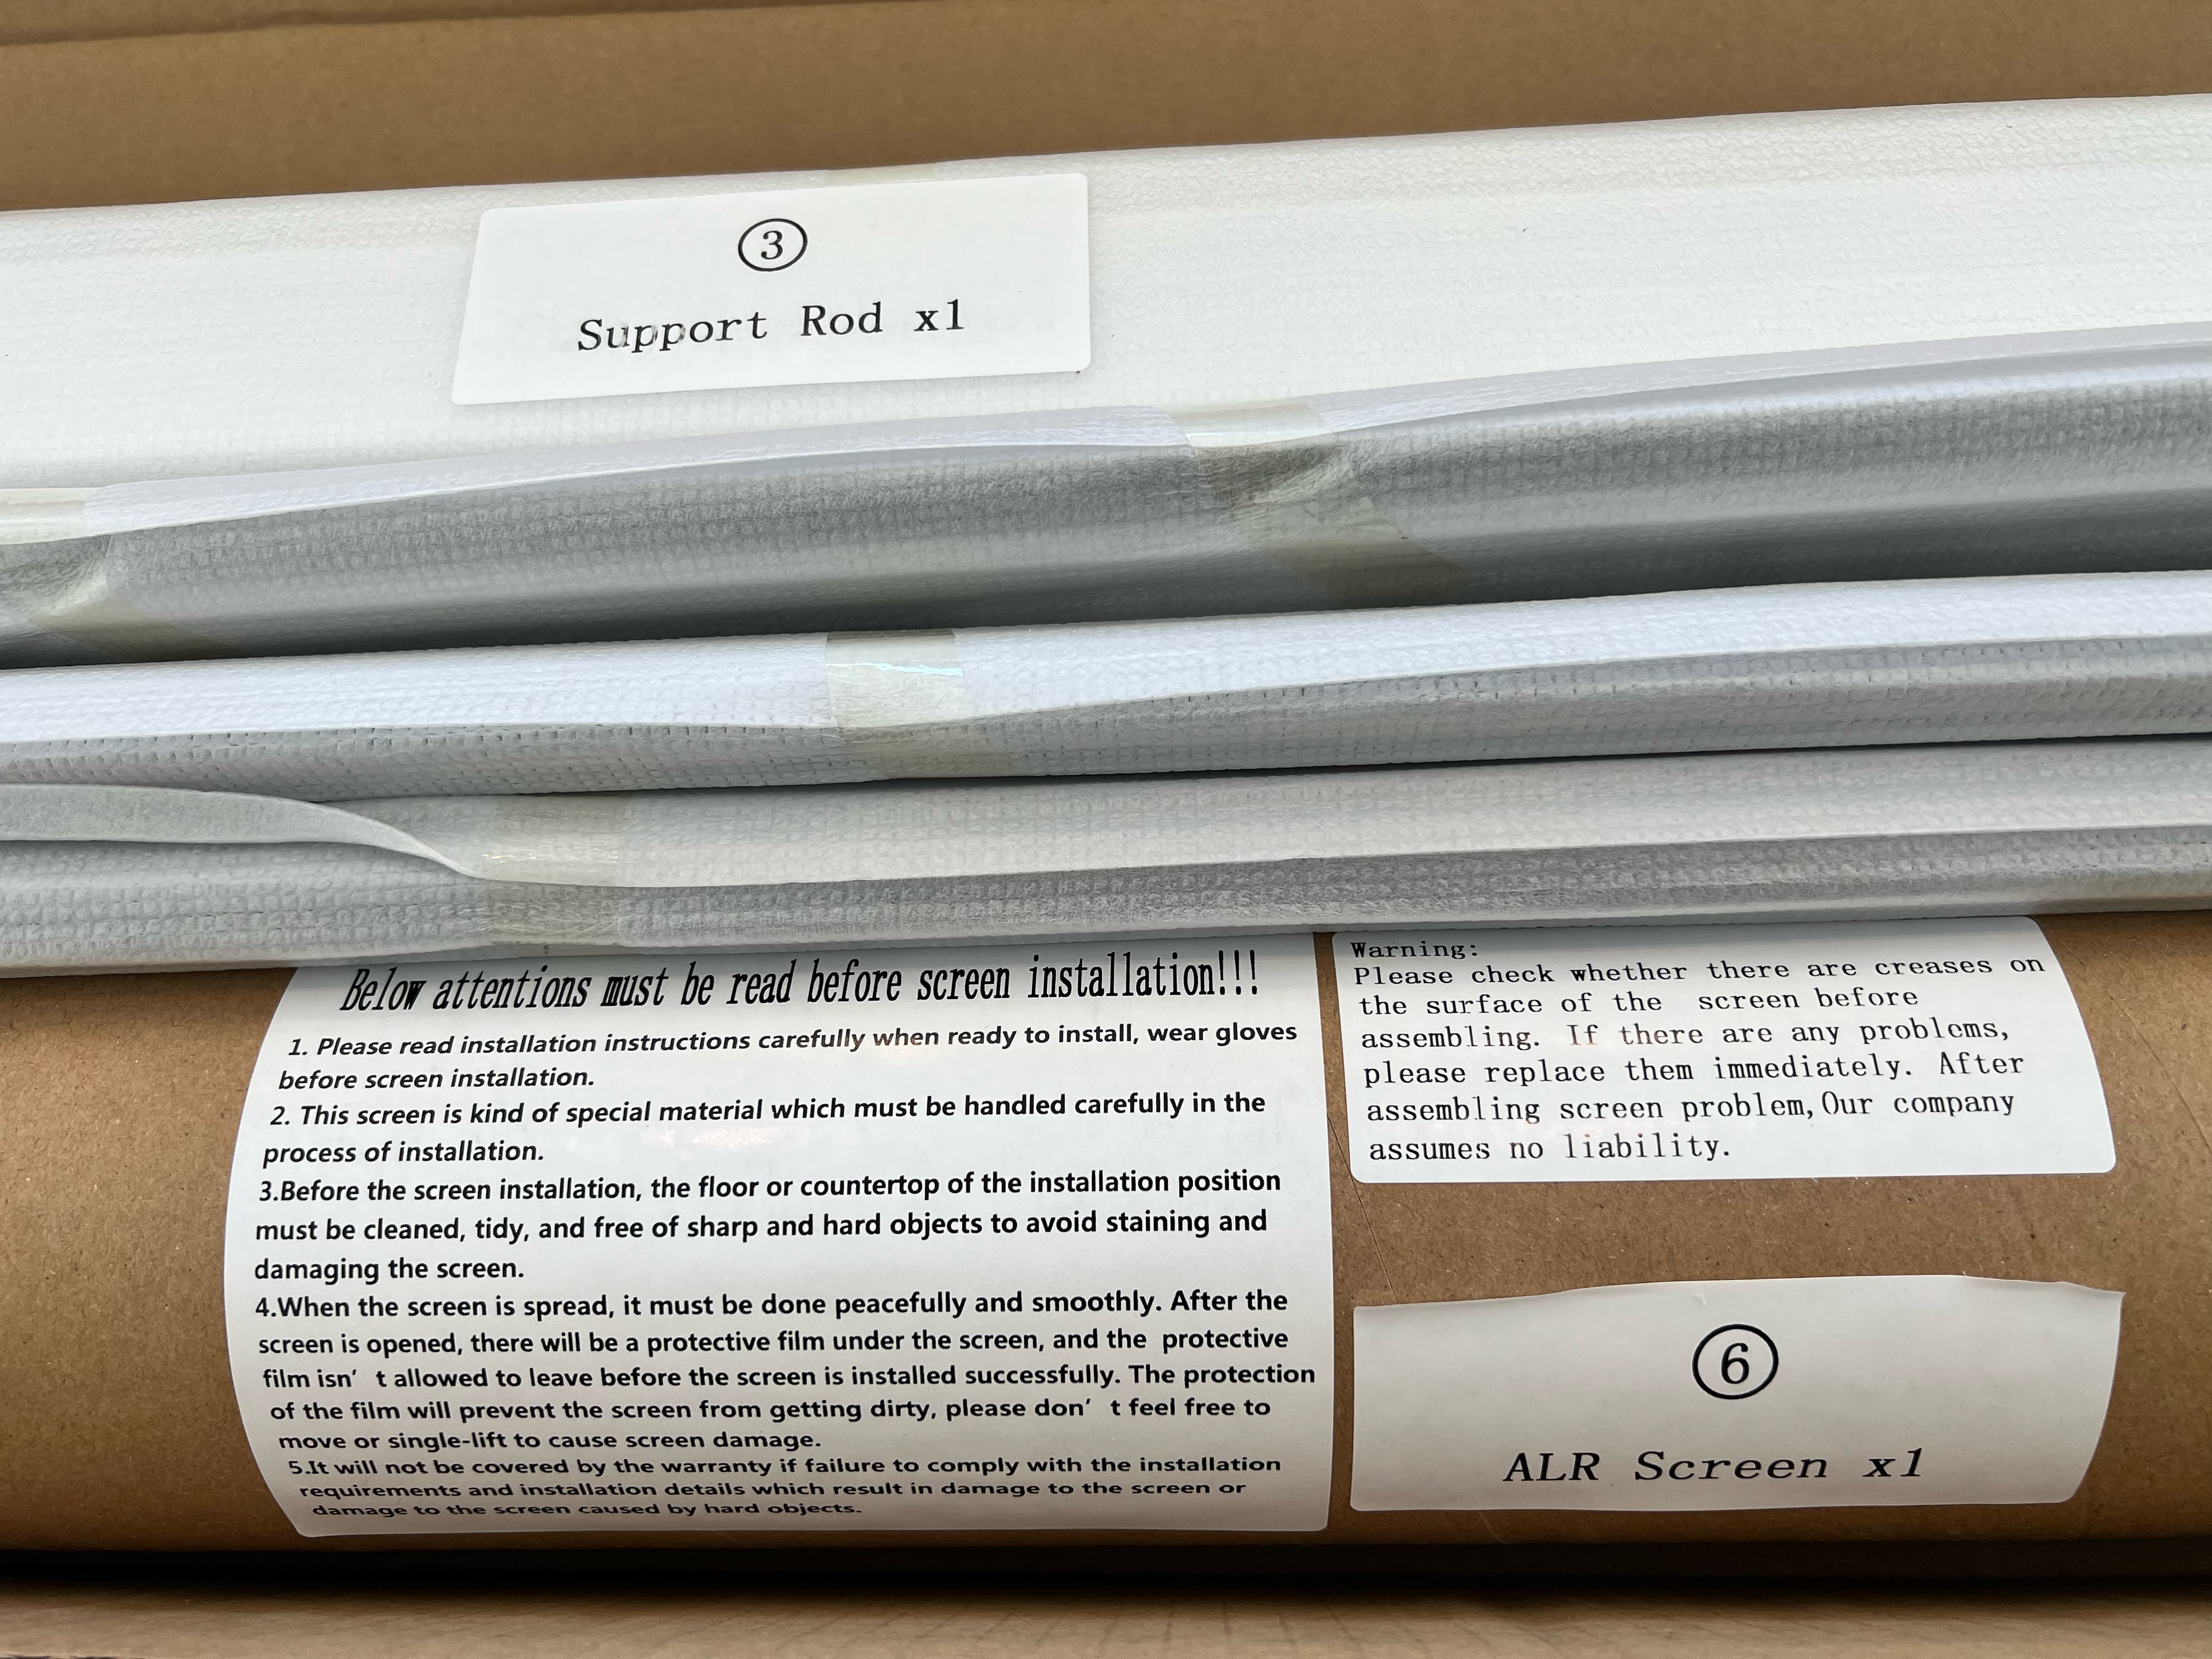 ③
Support Rod x1
Below attentions must be read before screen installation!!!
1. Please read installation instructions carefully when ready to install, wear gloves
before screen installation.
2. This screen is kind of special material which must be handled carefully in the
process of installation.
3.Before the screen installation, the floor or countertop of the installation position
must be cleaned, tidy, and free of sharp and hard objects to avoid staining and
damaging the screen.
4.When the screen is spread, it must be done peacefully and smoothly. After the
screen is opened, there will be a protective film under the screen, and the  protective
film isn’ t allowed to leave before the screen is installed successfully. The protection
of the film will prevent the screen from getting dirty, please don’ t feel free to
move or single-lift to cause screen damage.
5.It will not be covered by the warranty if failure to comply with the installation
requirements and installation details which result in damage to the screen or
damage to the screen caused by hard objects.
Warning:
Please check whether there are creases on
the surface of the  screen before
assembling. If there are any problems,
please replace them immediately. After
assembling screen problem,Our company
assumes no liability.
⑥
ALR Screen x1